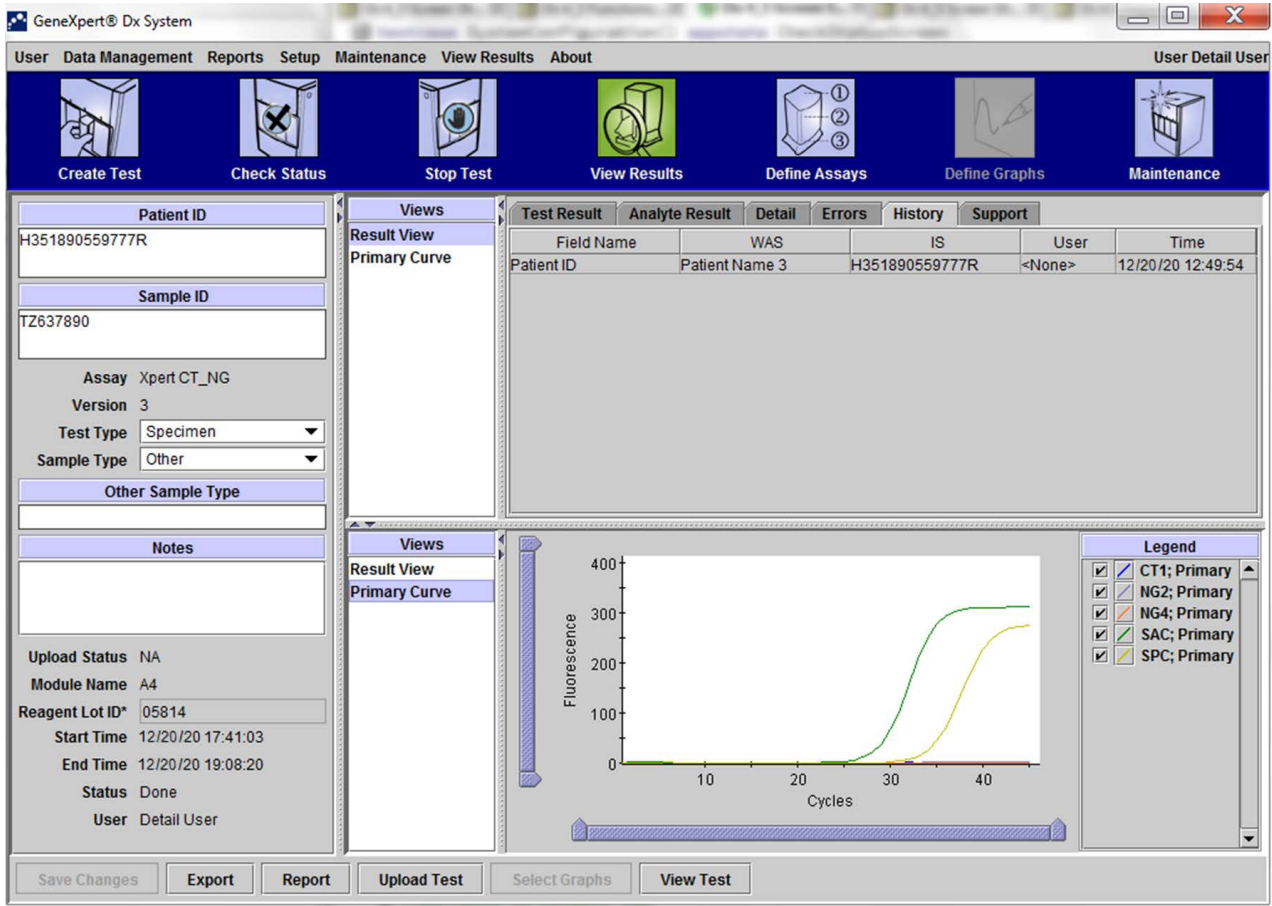 GeneXpert® Dx System
User Data Management Reports Setup Maintenance View Results About User Detail User
Create Test Check Status Stop Test View Results Define Assays Define Graphs Maintenance
1
2
3
Patient ID
H351890559777R
Sample ID
TZ637890
Assay Xpert CT_NG
Version 3
Test Type Specimen
Sample Type Other
Other Sample Type
Notes
Upload Status NA
Module Name A4
Reagent Lot ID* 05814
Start Time 12/20/20 17:41:03
End Time 12/20/20 19:08:20
Status Done
User Detail User
Views
Result View
Primary Curve
Test Result Analyte Result Detail Errors History Support
Field Name WAS IS User Time
Patient ID Patient Name 3 H351890559777R <None> 12/20/20 12:49:54
Views
Result View
Primary Curve
Fluorescence
400
300
200
100
0
10 20 30 40
Cycles
Legend
CT1; Primary
NG2; Primary
NG4; Primary
SAC; Primary
SPC; Primary
Save Changes Export Report Upload Test Select Graphs View Test